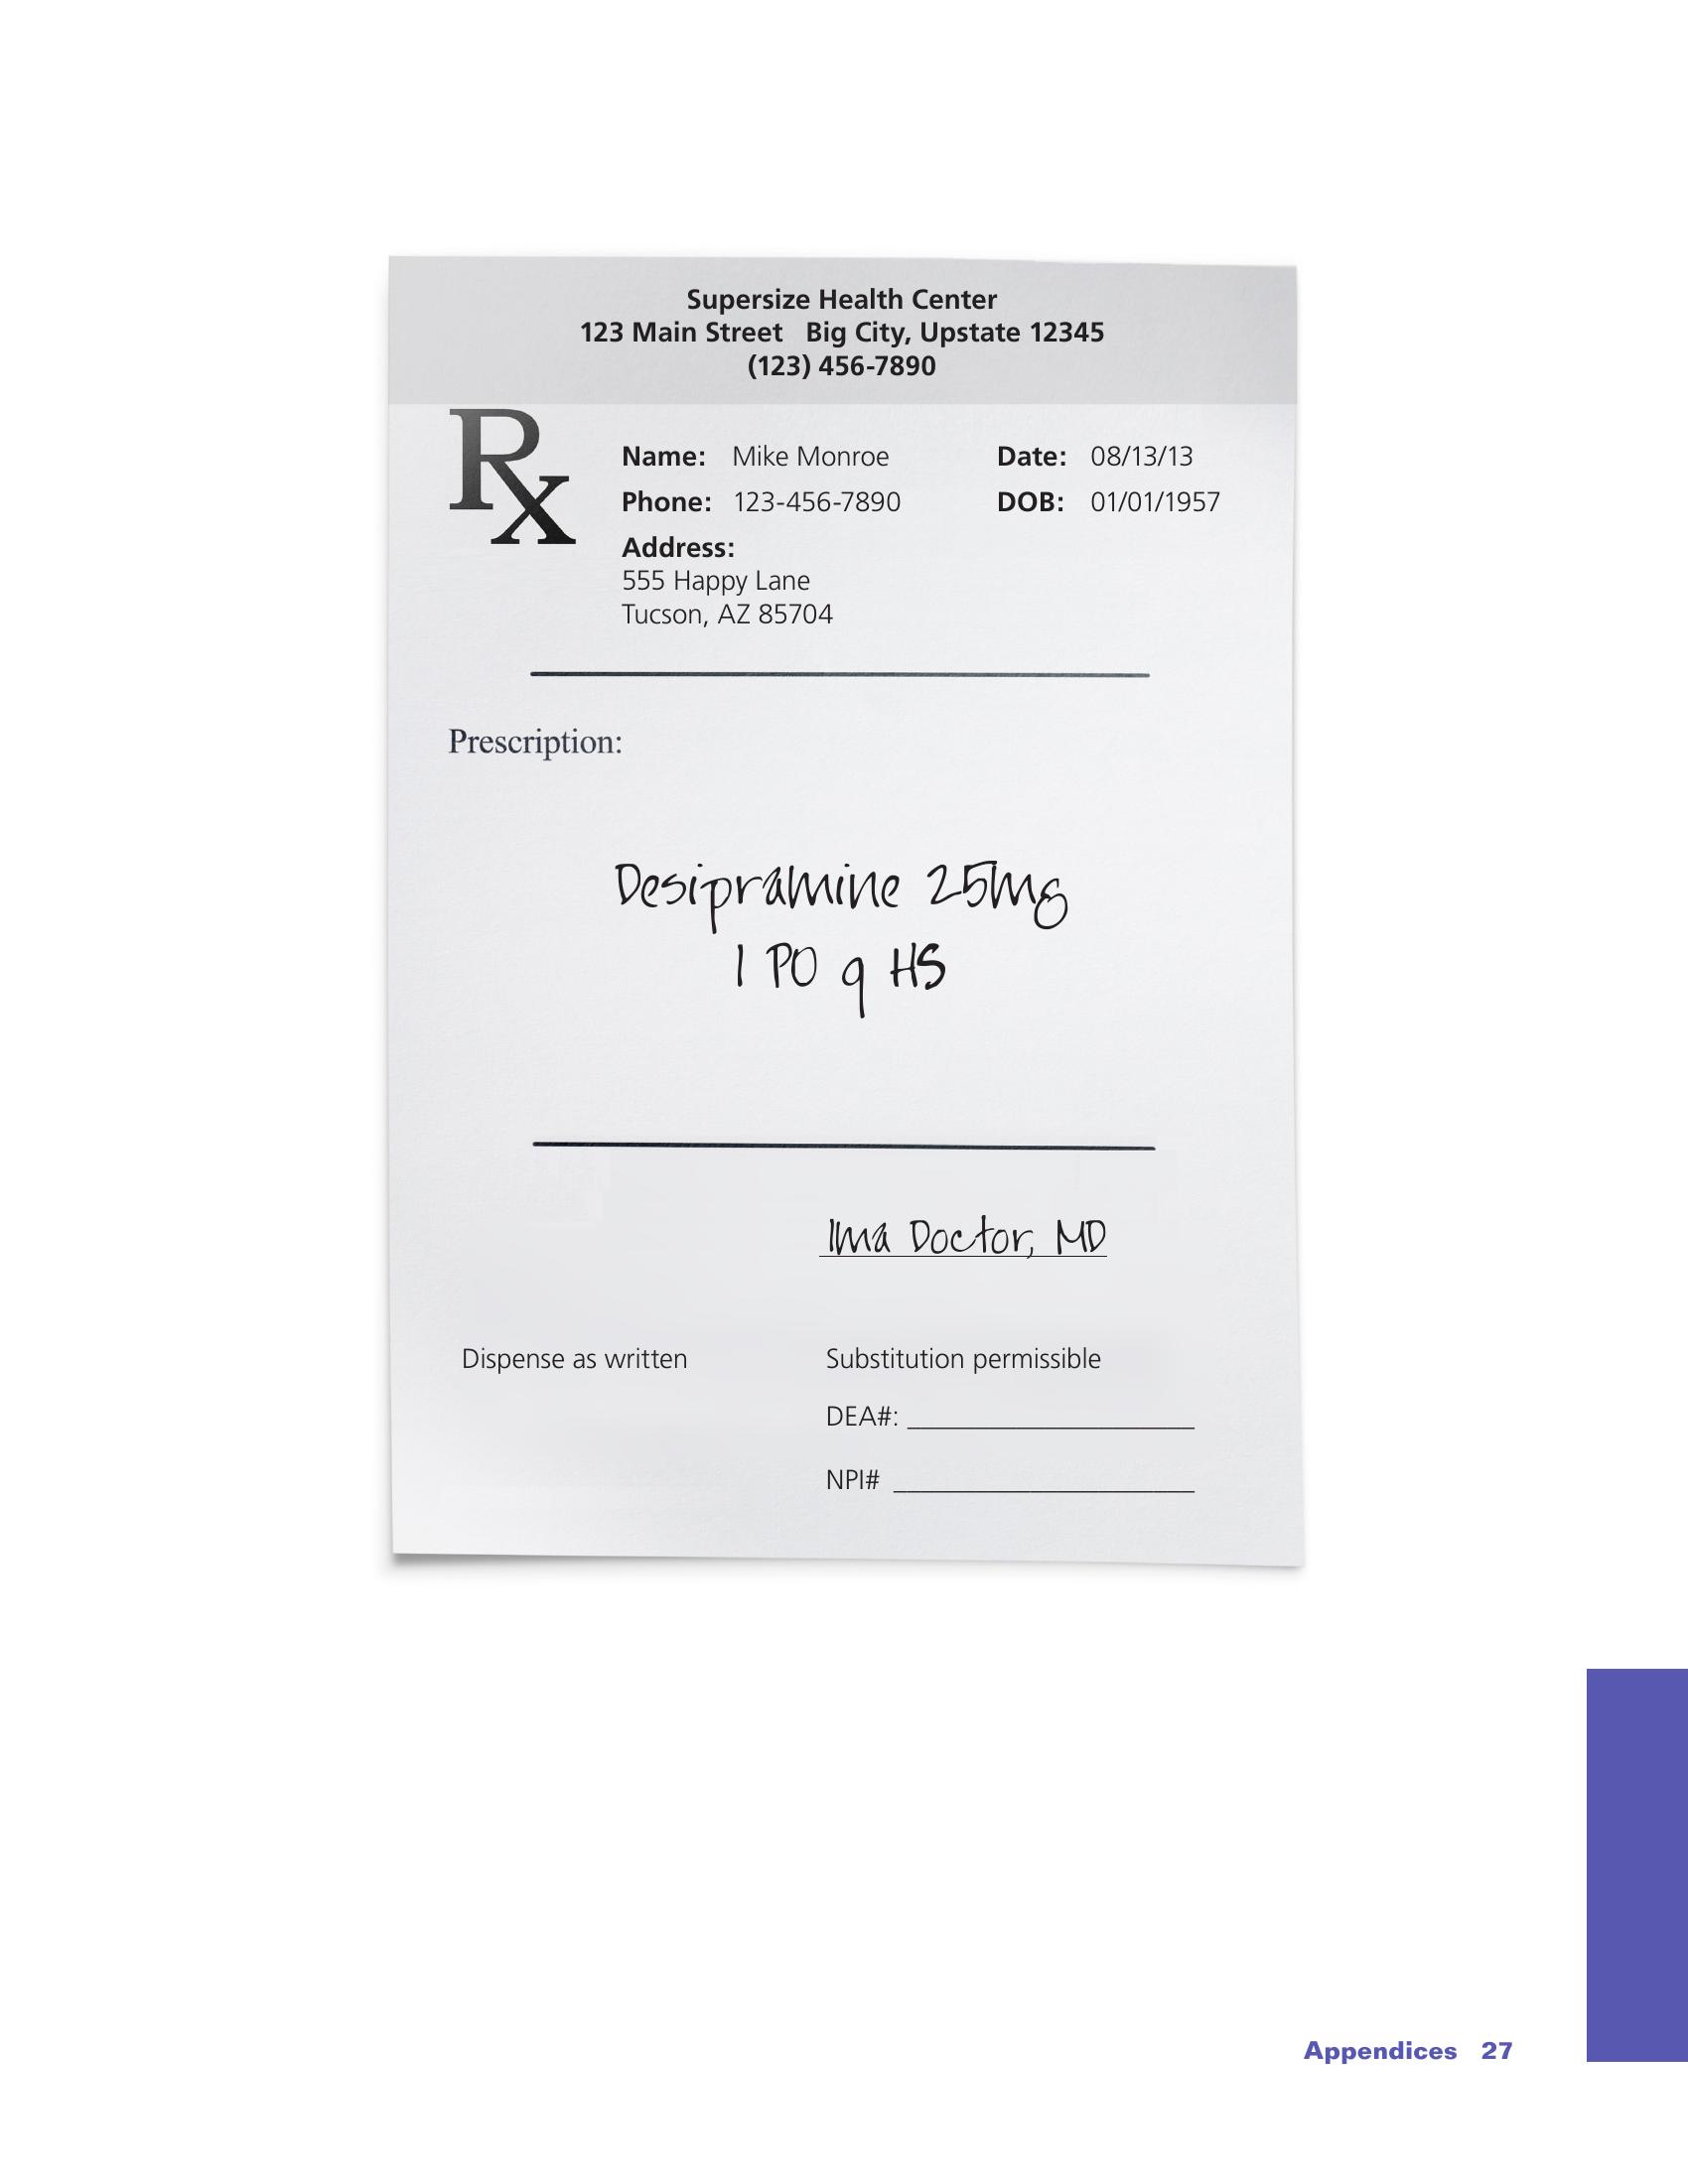 Supersize Health Center
123 Main Street Big City, Upstate 12345
(123) 456-7890
Rx
Name: Mike Monroe Date: 08/13/13
Phone: 123-456-7890 DOB: 01/01/1957
Address:
555 Happy Lane
Tucson, AZ 85704
Prescription:
Desipramine 25mg
1 PO q HS
Ima Doctor, MD
Dispense as written Substitution permissible
DEA#:
NPI#
Appendices 27